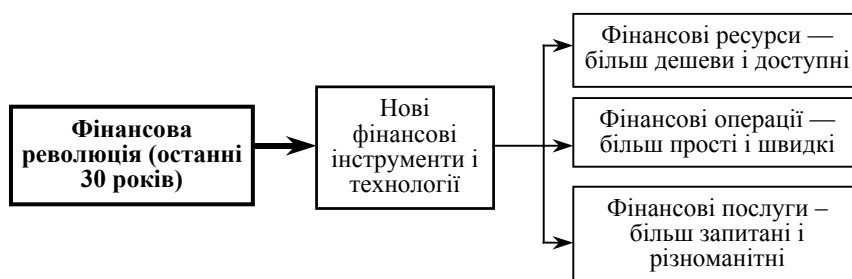 Фінансова
революція (останні
30 років)
Нові
фінансові
інструменти і
технології
Фінансові ресурси —
більш дешеви і доступні
Фінансові операції —
більш прості і швидкі
Фінансові послуги –
більш запитані і
різноманітні